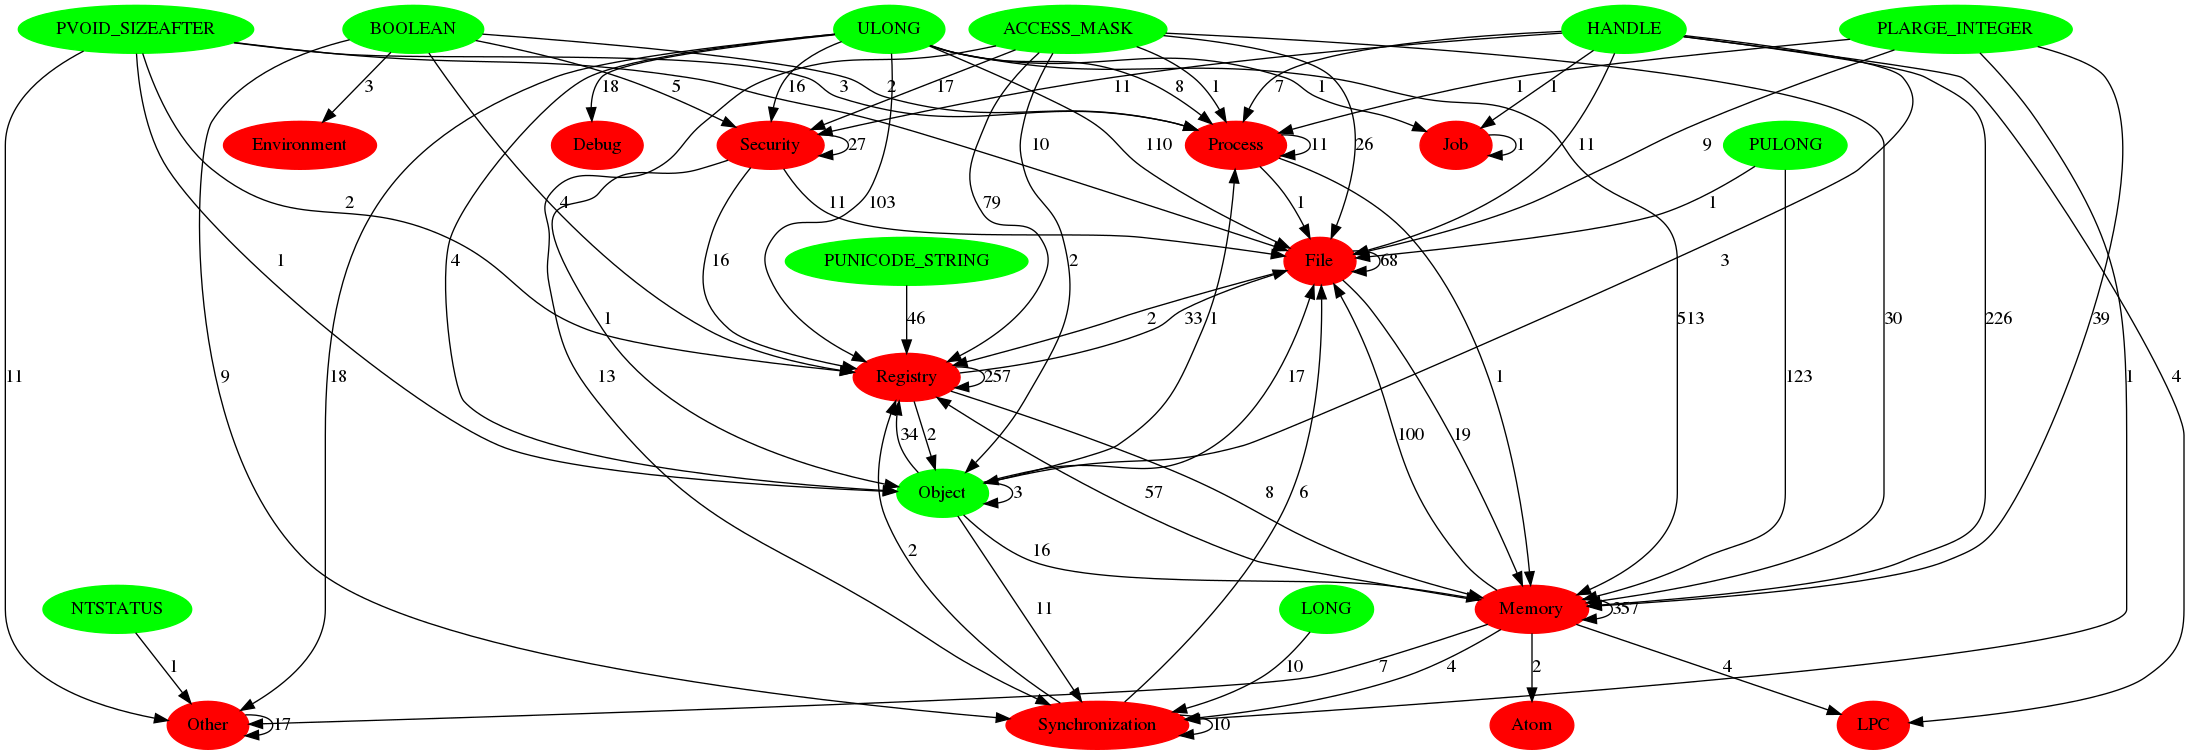 PVOID_SIZEAFTER BOOLEAN ULONG ACCESS_MASK HANDLE PLARGE_INTEGER
3 18 5 16 2 3 17 11 8 1 7 1 1 1
Environment Debug Security 27 10 Process 11 110 26 Job 1 11 9 PULONG
2 4 11 103 79 1 1
1 4 16 PUNICODE_STRING 2 File 68 3
11 9 18 1 13 46 2 33 1 513 123 30 226 39 1 4
Registry 257 17 1
34 2 100 19
Object 3 57 8 6
2 16
NTSTATUS 11 LONG Memory 357
1 10 7 4 2 4
Other 17 Synchronization 10 Atom LPC